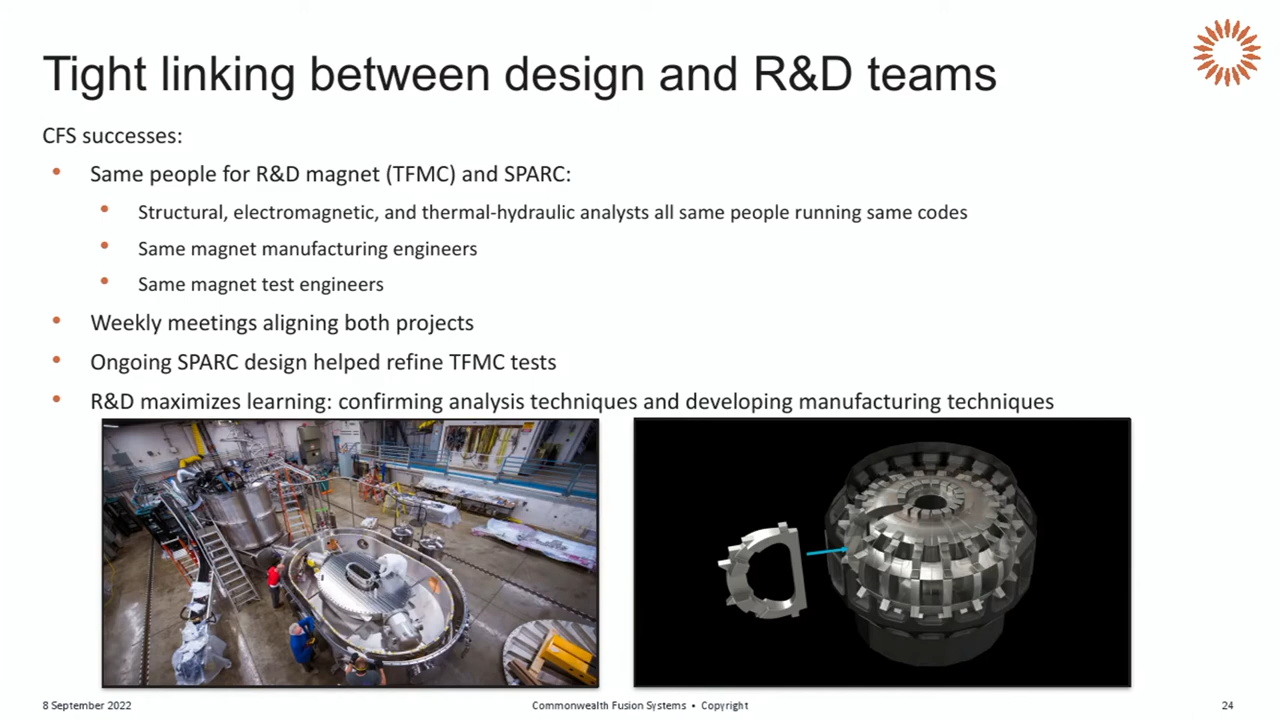 Tight linking between design and R&D teams
CFS successes:
• Same people for R&D magnet (TFMC) and SPARC:
• Structural, electromagnetic, and thermal-hydraulic analysts all same people running same codes
• Same magnet manufacturing engineers
• Same magnet test engineers
• Weekly meetings aligning both projects
• Ongoing SPARC design helped refine TFMC tests
• R&D maximizes learning: confirming analysis techniques and developing manufacturing techniques
8 September 2022
Commonwealth Fusion Systems • Copyright
24